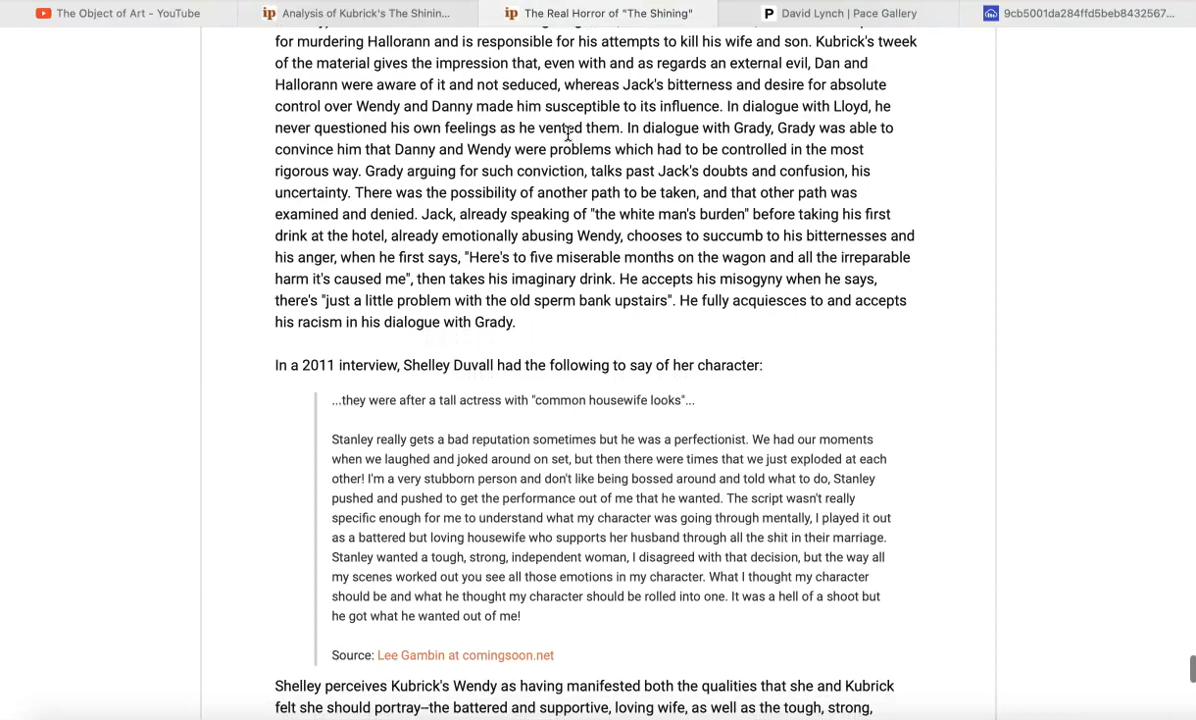 The Object of Art - YouTube
ip Analysis of Kubrick's The Shinin...
ip The Real Horror of "The Shining"
P David Lynch | Pace Gallery
9cb5001da284ffd5beb8432567...
for murdering Hallorann and is responsible for his attempts to kill his wife and son. Kubrick's tweek
of the material gives the impression that, even with and as regards an external evil, Dan and
Hallorann were aware of it and not seduced, whereas Jack's bitterness and desire for absolute
control over Wendy and Danny made him susceptible to its influence. In dialogue with Lloyd, he
never questioned his own feelings as he vented them. In dialogue with Grady, Grady was able to
convince him that Danny and Wendy were problems which had to be controlled in the most
rigorous way. Grady arguing for such conviction, talks past Jack's doubts and confusion, his
uncertainty. There was the possibility of another path to be taken, and that other path was
examined and denied. Jack, already speaking of "the white man's burden" before taking his first
drink at the hotel, already emotionally abusing Wendy, chooses to succumb to his bitternesses and
his anger, when he first says, "Here's to five miserable months on the wagon and all the irreparable
harm it's caused me", then takes his imaginary drink. He accepts his misogyny when he says,
there's "just a little problem with the old sperm bank upstairs". He fully acquiesces to and accepts
his racism in his dialogue with Grady.
In a 2011 interview, Shelley Duvall had the following to say of her character:
...they were after a tall actress with "common housewife looks"...
Stanley really gets a bad reputation sometimes but he was a perfectionist. We had our moments
when we laughed and joked around on set, but then there were times that we just exploded at each
other! I'm a very stubborn person and don't like being bossed around and told what to do, Stanley
pushed and pushed to get the performance out of me that he wanted. The script wasn't really
specific enough for me to understand what my character was going through mentally, I played it out
as a battered but loving housewife who supports her husband through all the shit in their marriage.
Stanley wanted a tough, strong, independent woman, I disagreed with that decision, but the way all
my scenes worked out you see all those emotions in my character. What I thought my character
should be and what he thought my character should be rolled into one. It was a hell of a shoot but
he got what he wanted out of me!
Source: Lee Gambin at comingsoon.net
Shelley perceives Kubrick's Wendy as having manifested both the qualities that she and Kubrick
felt she should portray–the battered and supportive, loving wife, as well as the tough, strong,